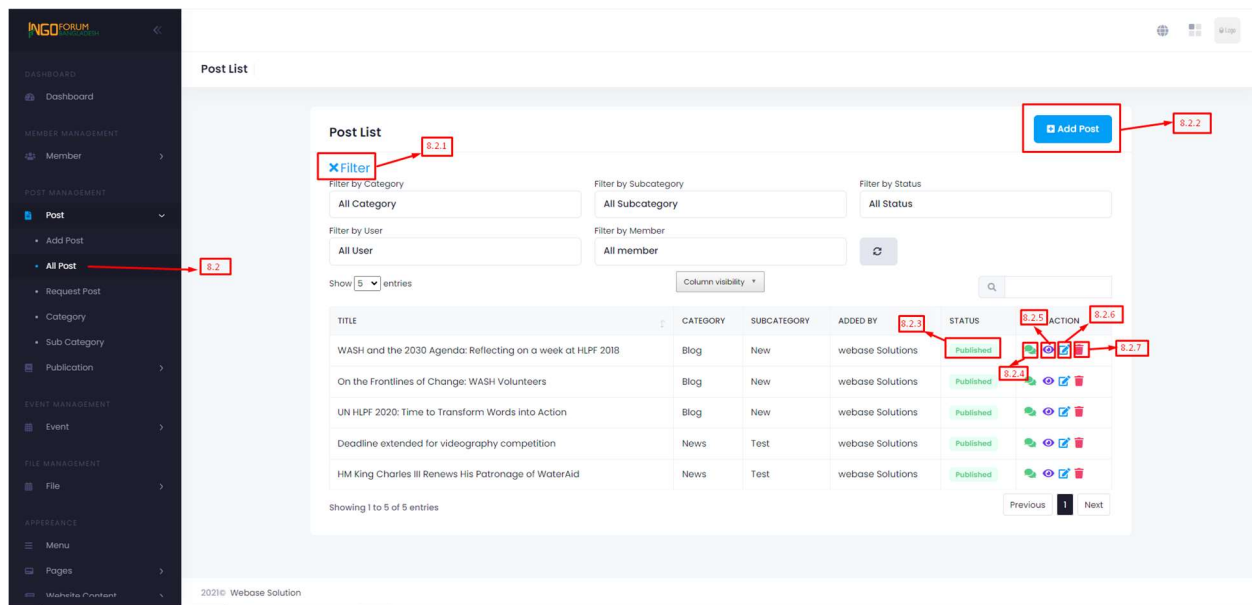 INGO FORUM
BANGLADESH
DASHBOARD
Dashboard
MEMBER MANAGEMENT
Member
POST MANAGEMENT
Post
Add Post
All Post
8.2
Request Post
Category
Sub Category
Publication
EVENT MANAGEMENT
Event
FILE MANAGEMENT
File
APPEREANCE
Menu
Pages
Website Content
Logo
Post List
Post List
8.2.1
Add Post
8.2.2
Filter
Filter by Category
Filter by Subcategory
Filter by Status
All Category
All Subcategory
All Status
Filter by User
Filter by Member
All User
All member
Show 5 entries
Column visibility
TITLE CATEGORY SUBCATEGORY ADDED BY 8.2.3 STATUS 8.2.5 ACTION 8.2.6
WASH and the 2030 Agenda: Reflecting on a week at HLPF 2018 Blog New webase Solutions Published 8.2.7
8.2.4
On the Frontlines of Change: WASH Volunteers Blog New webase Solutions Published
UN HLPF 2020: Time to Transform Words into Action Blog New webase Solutions Published
Deadline extended for videography competition News Test webase Solutions Published
HM King Charles III Renews His Patronage of WaterAid News Test webase Solutions Published
Showing 1 to 5 of 5 entries
Previous 1 Next
2021© Webase Solution